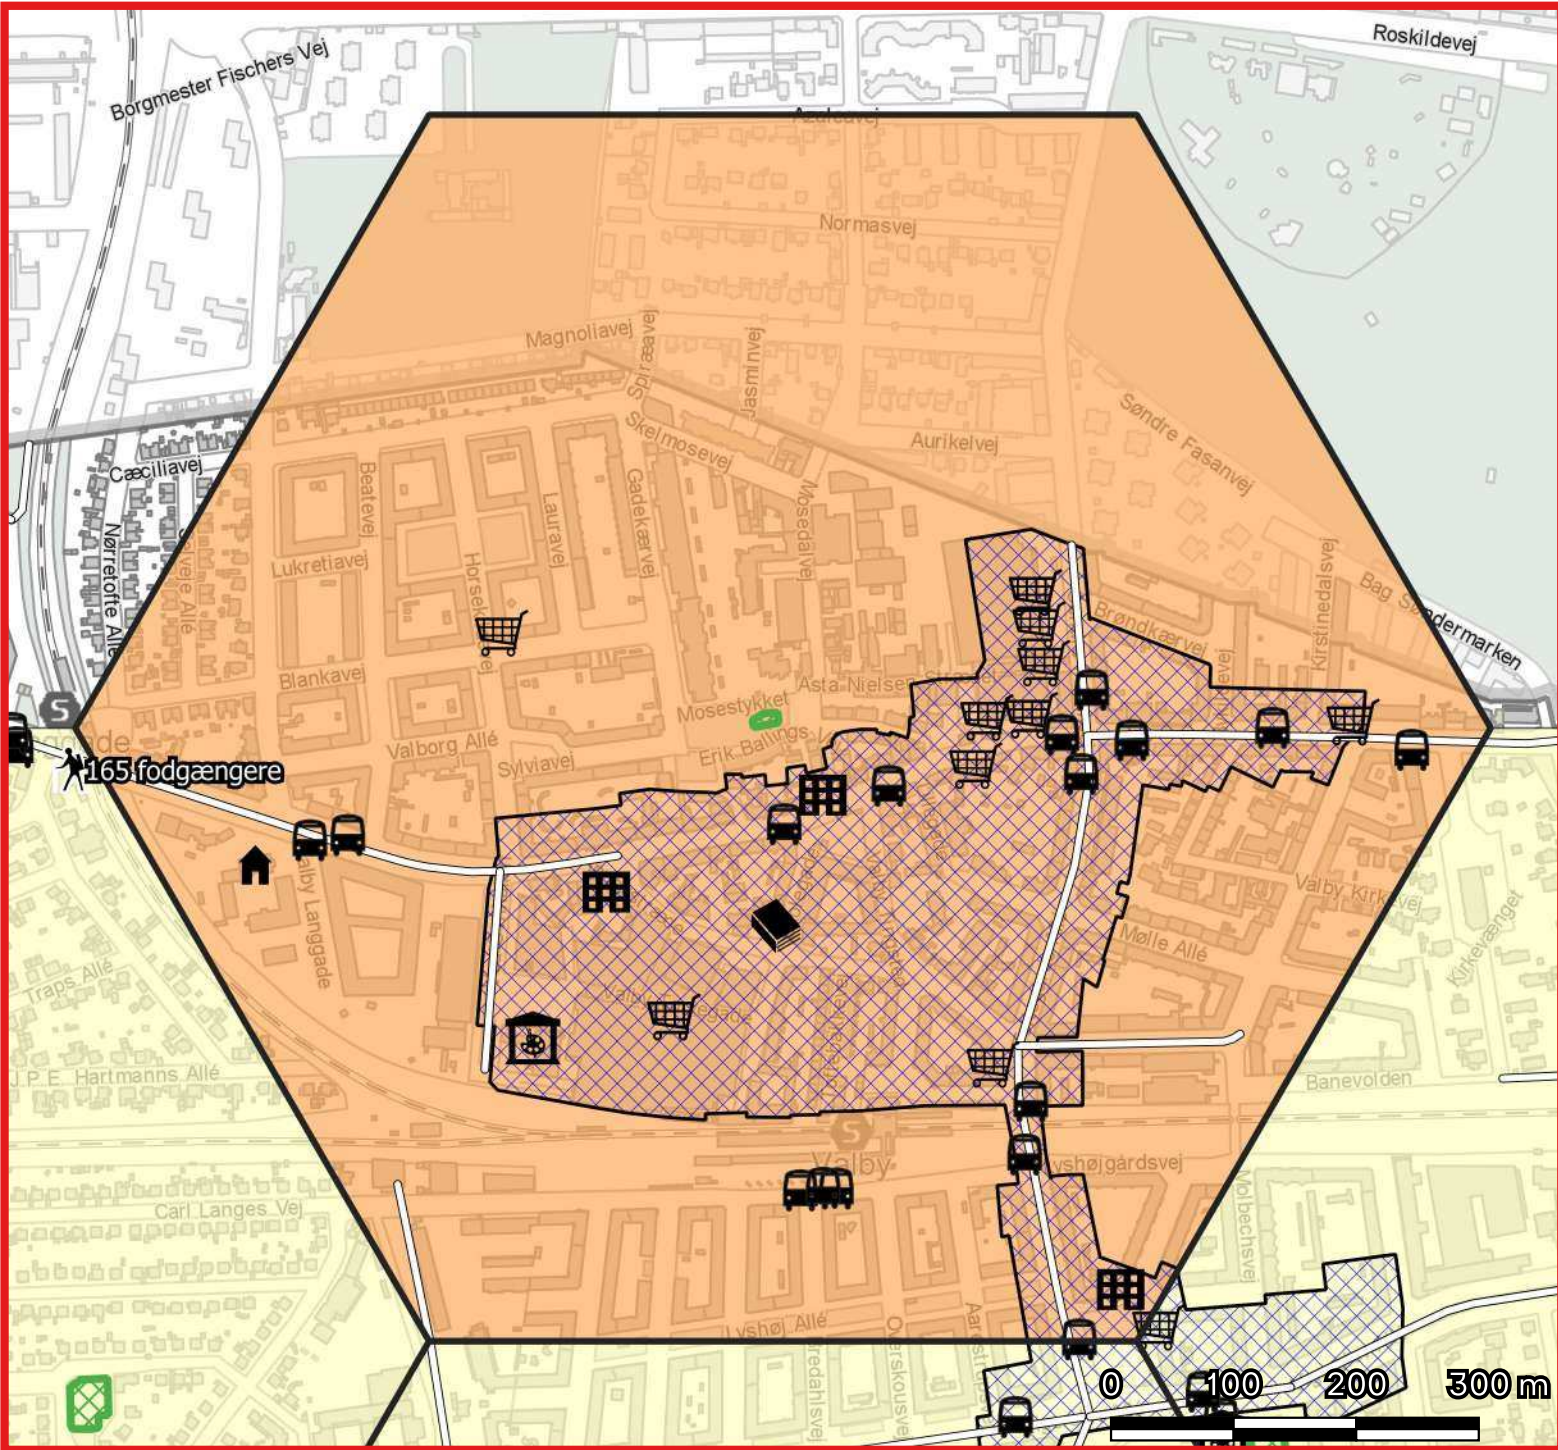 Roskildevej
Borgmester Fischers Vej
Azaleavej
Normasvej
Magnoliavej
Spiræavej
Jasminvej
Søndre Fasanvej
Skelmosevej
Aurikelvej
Cæciliavej
Beatevej
Lauravej
Gadekærvej
Mosedalvej
Nørretofte Allé
Lukretiavej
Kirstinedalsvej
Bag Søndermarken
Brøndkærvej
Blankavej
Asta Nielsen
Mosestykket
S
Valborg Allé
Sylviavej
Erik Ballings
165 fodgængere
Valby Langgade
Valby Kirkevej
Mølle Allé
Kirkevænget
Traps Allé
J.P.E. Hartmanns Allé
Banevolden
S
Valby
Lyshøjgårdsvej
Molbechsvej
Carl Langes Vej
Lyshøj Allé
Overskousvej
0 100 200 300 m